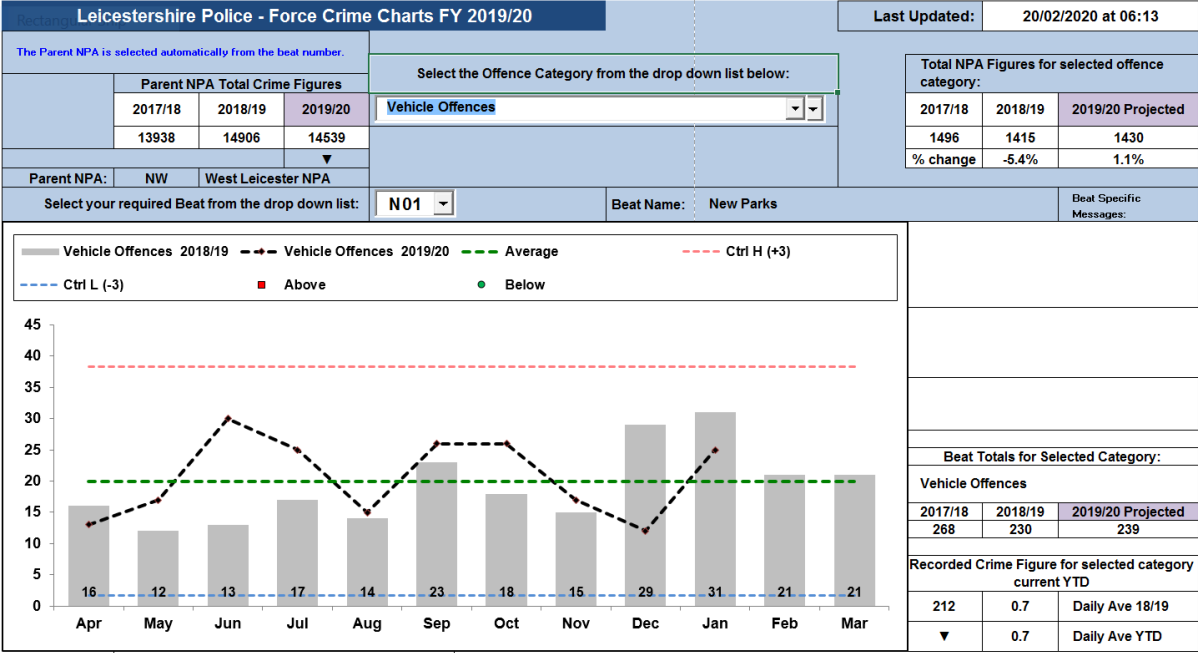 Leicestershire Police - Force Crime Charts FY 2019/20
Last Updated: 20/02/2020 at 06:13
The Parent NPA is selected automatically from the beat number.
Parent NPA Total Crime Figures
2017/18 2018/19 2019/20
13938 14906 14539
▼
Parent NPA: NW West Leicester NPA
Select the Offence Category from the drop down list below:
Vehicle Offences
Total NPA Figures for selected offence
category:
2017/18 2018/19 2019/20 Projected
1496 1415 1430
% change -5.4% 1.1%
Select your required Beat from the drop down list: N01
Beat Name: New Parks
Beat Specific
Messages:
Vehicle Offences 2018/19 Vehicle Offences 2019/20 Average Ctrl H (+3)
Ctrl L (-3) Above Below
45
40
35
30
25
20
15
10
5
0
16 12 13 17 14 23 18 15 29 31 21 21
Apr May Jun Jul Aug Sep Oct Nov Dec Jan Feb Mar
Beat Totals for Selected Category:
Vehicle Offences
2017/18 2018/19 2019/20 Projected
268 230 239
Recorded Crime Figure for selected category
current YTD
212 0.7 Daily Ave 18/19
▼ 0.7 Daily Ave YTD